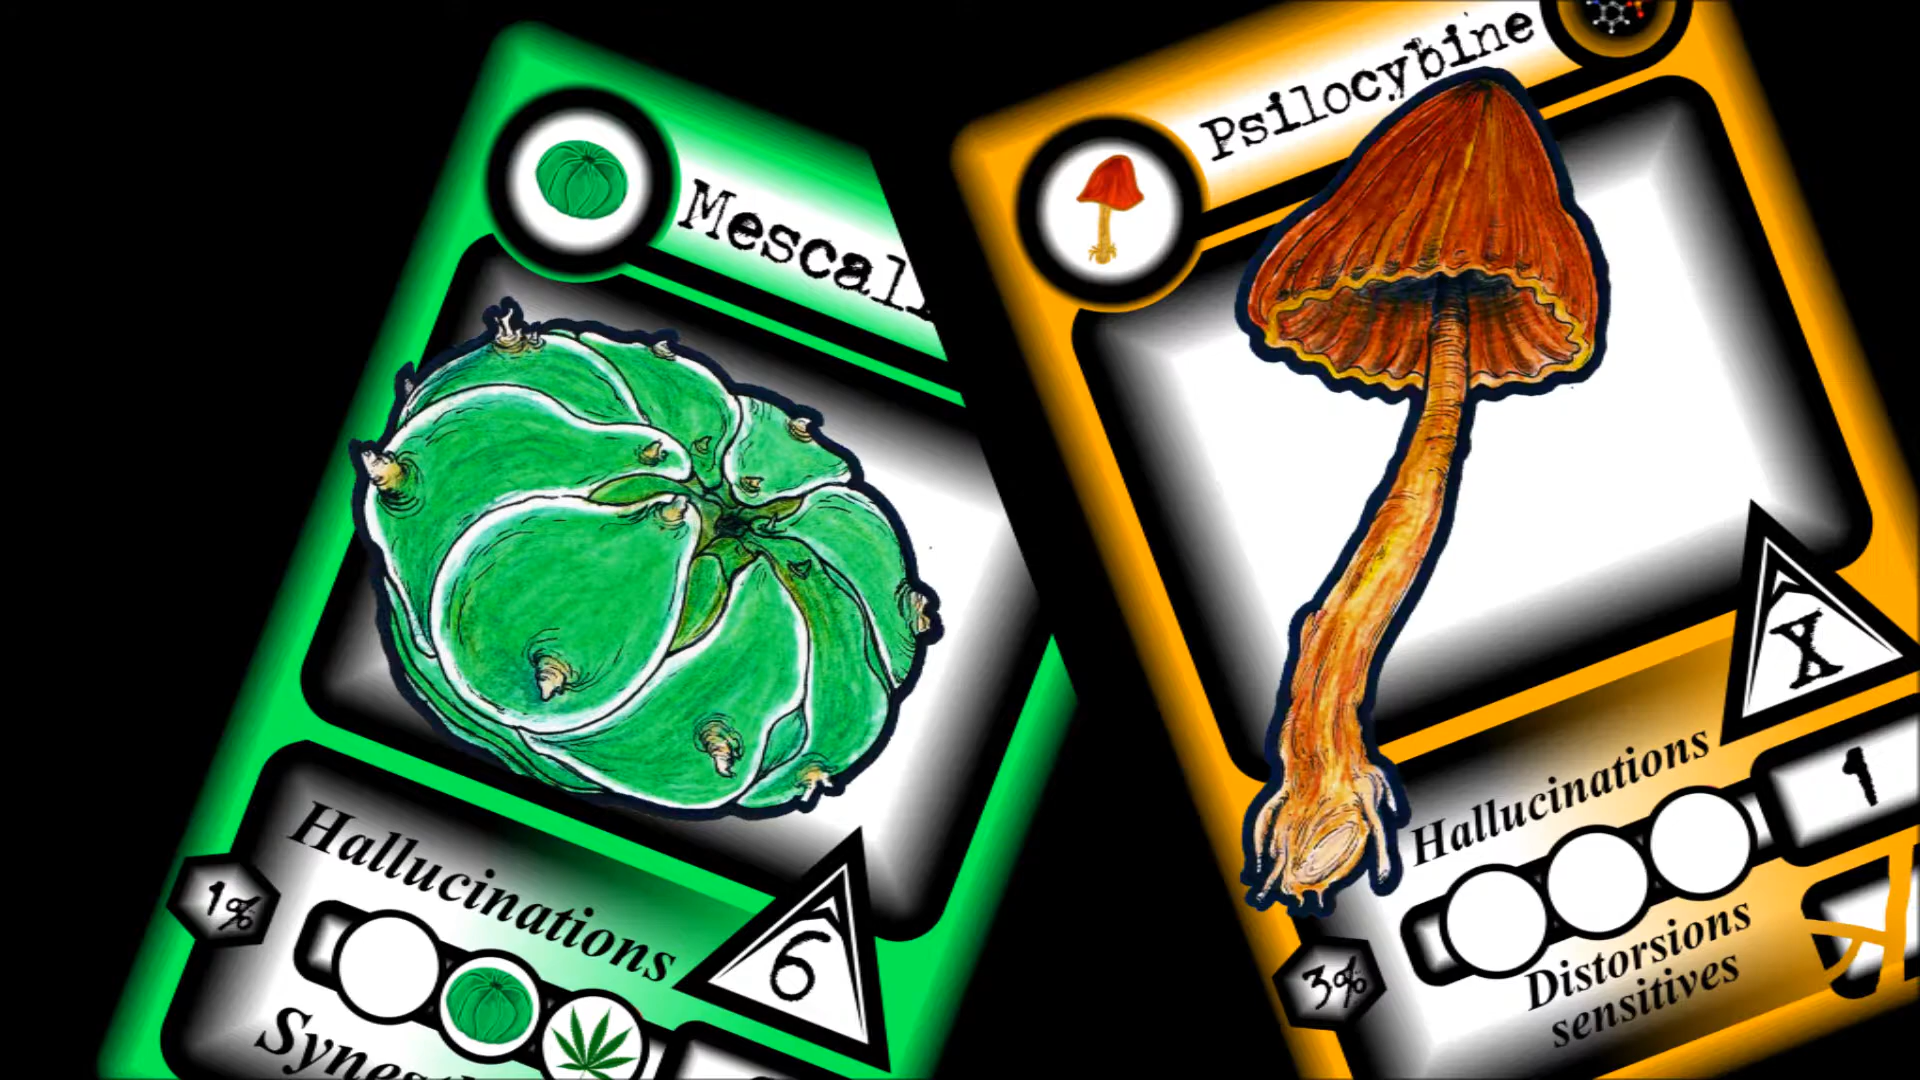 Mescal
Hallucinations
6
1%
Psilocybine
X
Hallucinations
1
3%
Distorsions
sensitives